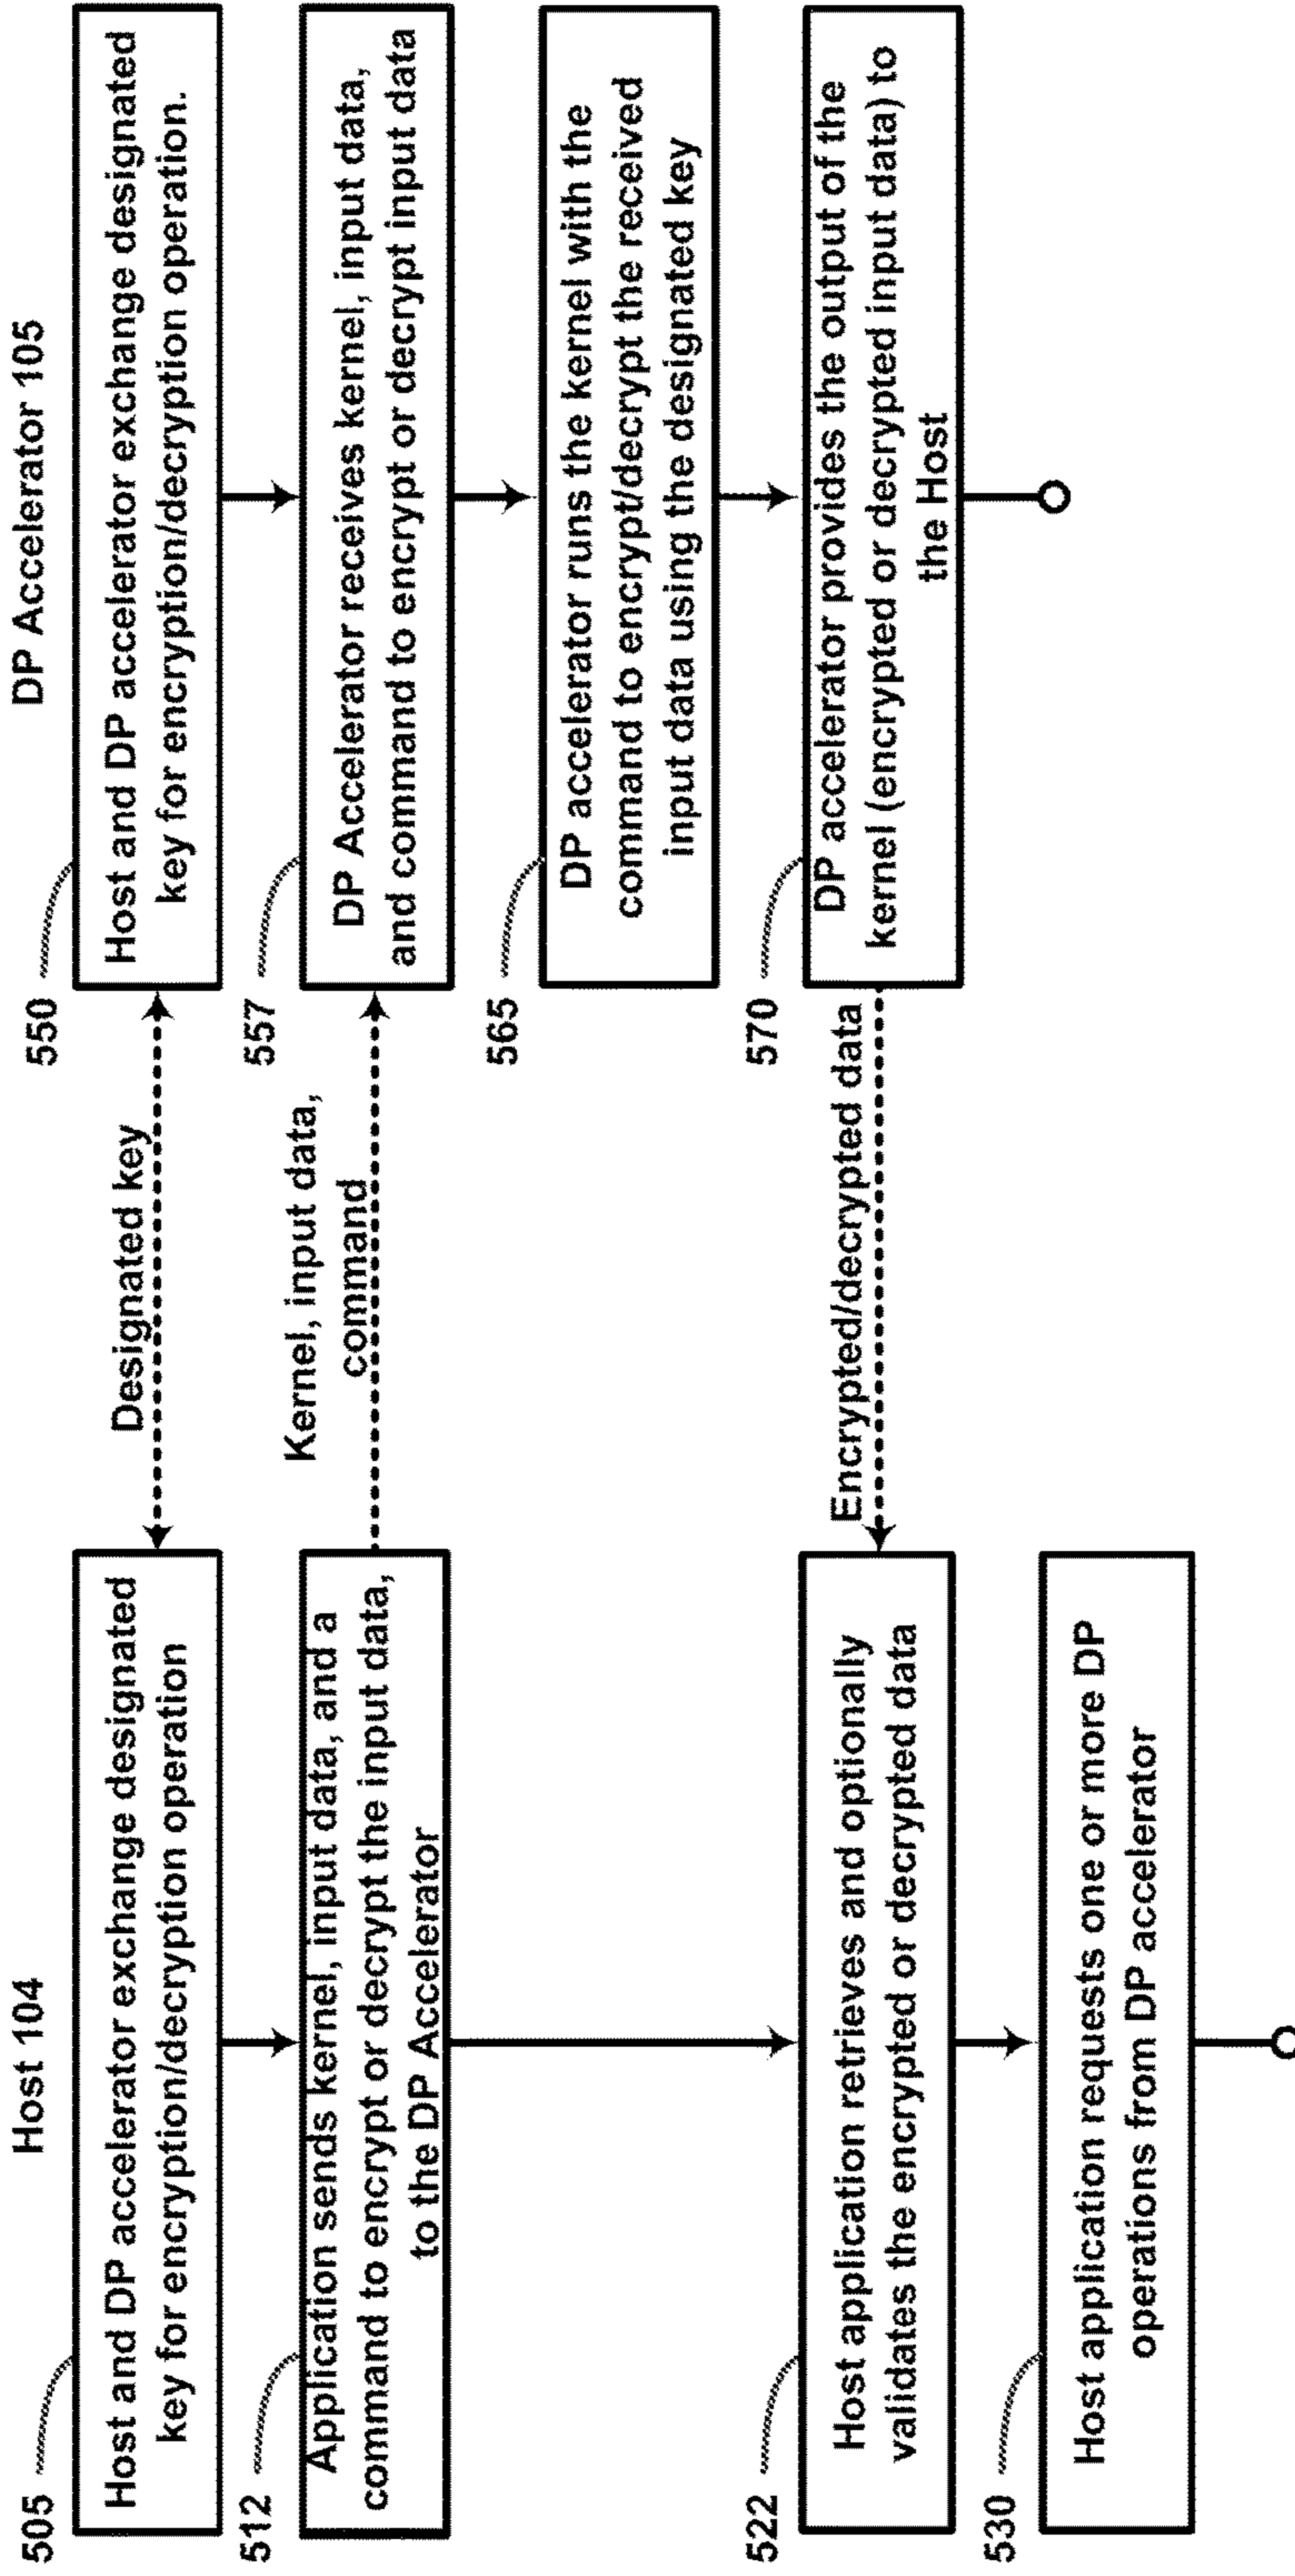 Host 104
505
Host and DP accelerator exchange designated
key for encryption/decryption operation
512
Application sends kernel, input data, and a
command to encrypt or decrypt the input data,
to the DP Accelerator
522
Host application retrieves and optionally
validates the encrypted or decrypted data
530
Host application requests one or more DP
operations from DP accelerator
Designated key
Kernel, input data,
command
Encrypted/decrypted data
DP Accelerator 105
550
Host and DP accelerator exchange designated
key for encryption/decryption operation.
557
DP Accelerator receives kernel, input data,
and command to encrypt or decrypt input data
565
DP accelerator runs the kernel with the
command to encrypt/decrypt the received
input data using the designated key
570
DP accelerator provides the output of the
kernel (encrypted or decrypted input data) to
the Host